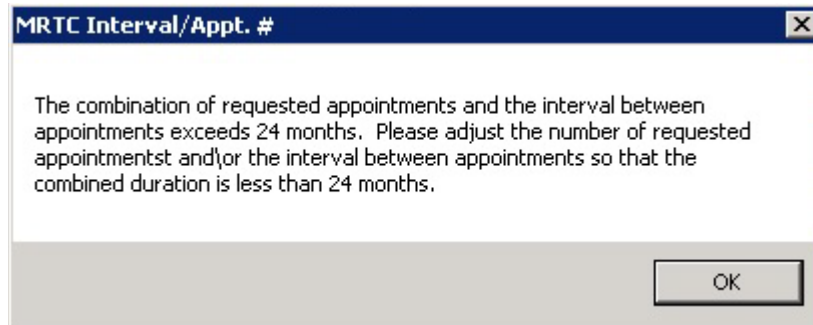 MRTC Interval/Appt. #
The combination of requested appointments and the interval between
appointments exceeds 24 months.  Please adjust the number of requested
appointmentst and\or the interval between appointments so that the
combined duration is less than 24 months.
OK